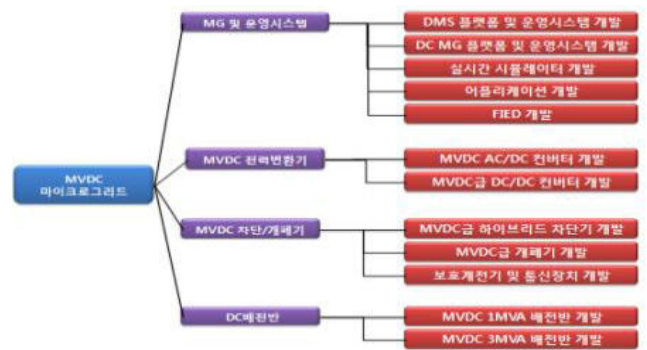 MG 및 운영시스템
DMS 플랫폼 및 운영시스템 개발
DC MG 플랫폼 및 운영시스템 개발
실시간 시뮬레이터 개발
어플리케이션 개발
FIED 개발
MVDC
마이크로그리드
MVDC 전력변환기
MVDC AC/DC 컨버터 개발
MVDC급 DC/DC 컨버터 개발
MVDC 차단/개폐기
MVDC급 하이브리드 차단기 개발
MVDC급 개폐기 개발
보호계전기 및 통신장치 개발
DC배전반
MVDC 1MVA 배전반 개발
MVDC 3MVA 배전반 개발